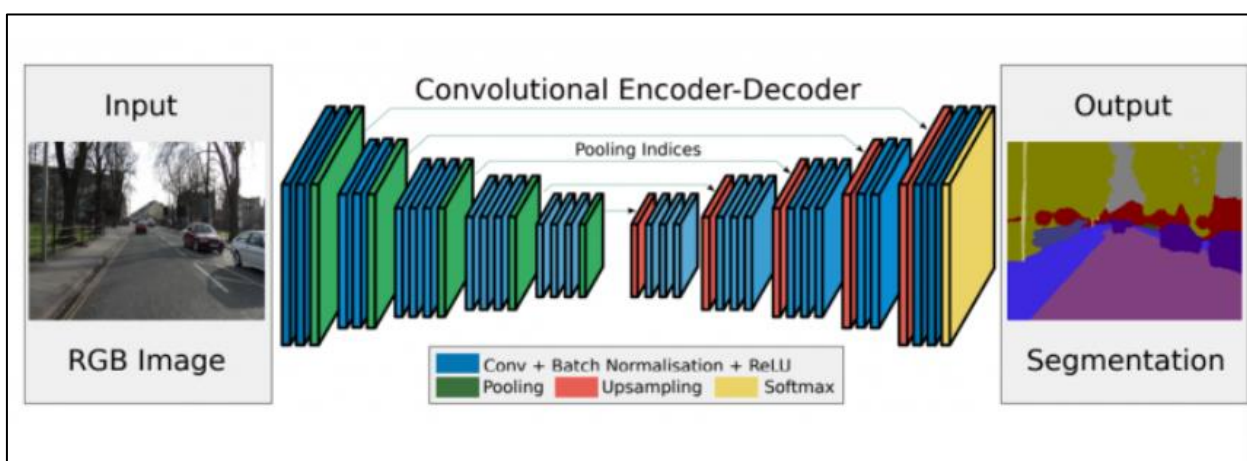 Convolutional Encoder-Decoder
Input
Output
Pooling Indices
RGB Image
Segmentation
Conv + Batch Normalisation + ReLU
Pooling
Upsampling
Softmax